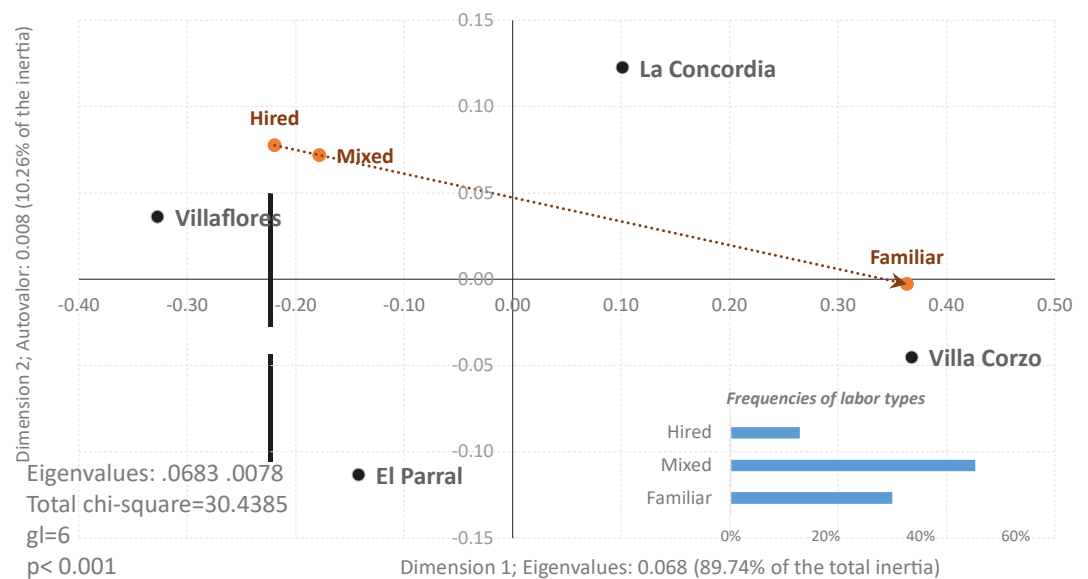 0.15
La Concordia
0.10
Hired
Mixed
0.05
Villaflores
Familiar
0.00
-0.40
-0.30
-0.20
-0.10
0.00
0.10
0.20
0.30
0.40
0.50
Villa Corzo
-0.05
Frequencies of labor types
Hired
Mixed
Familiar
0%
20%
40%
60%
-0.10
El Parral
-0.15
Dimension 2; Autovalor: 0.008 (10.26% of the inertia)
Eigenvalues: .0683 .0078
Total chi-square=30.4385
gl=6
p< 0.001
Dimension 1; Eigenvalues: 0.068 (89.74% of the total inertia)